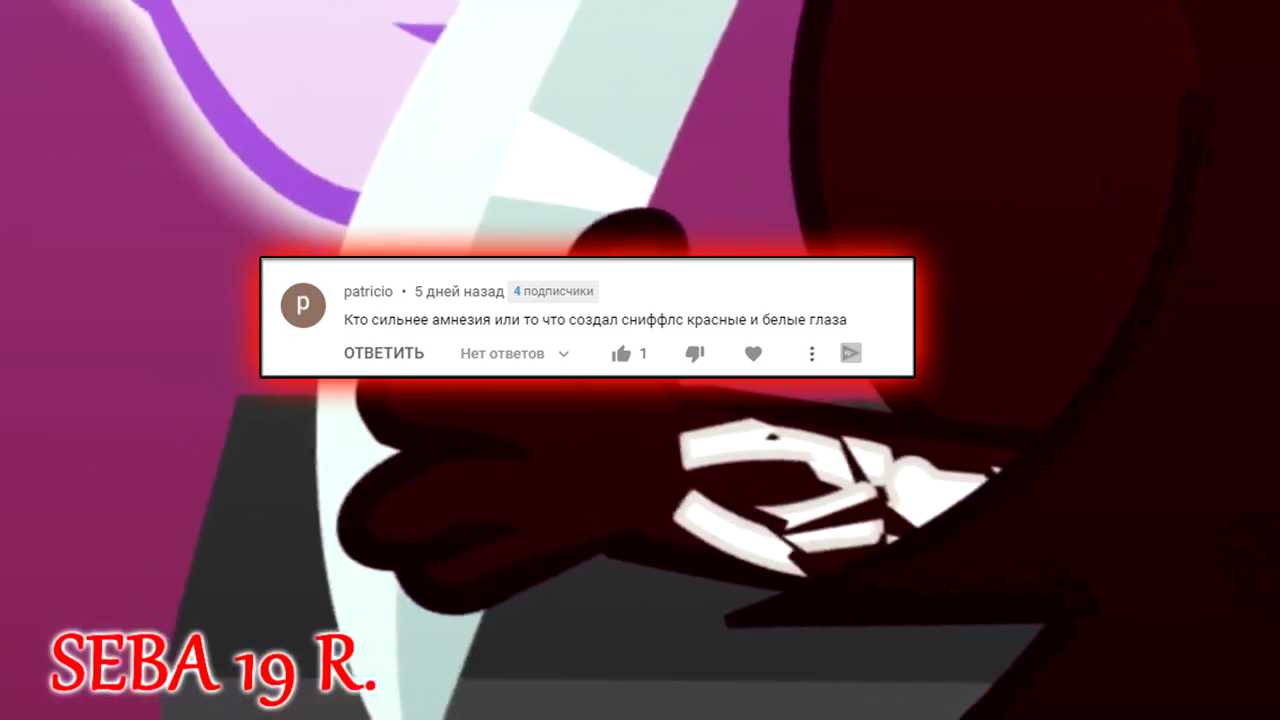 p
patricio • 5 дней назад 4 подписчики
Кто сильнее амнезия или то что создал сниффлс красные и белые глаза
ОТВЕТИТЬ Нет ответов 1
SEBA 19 R.